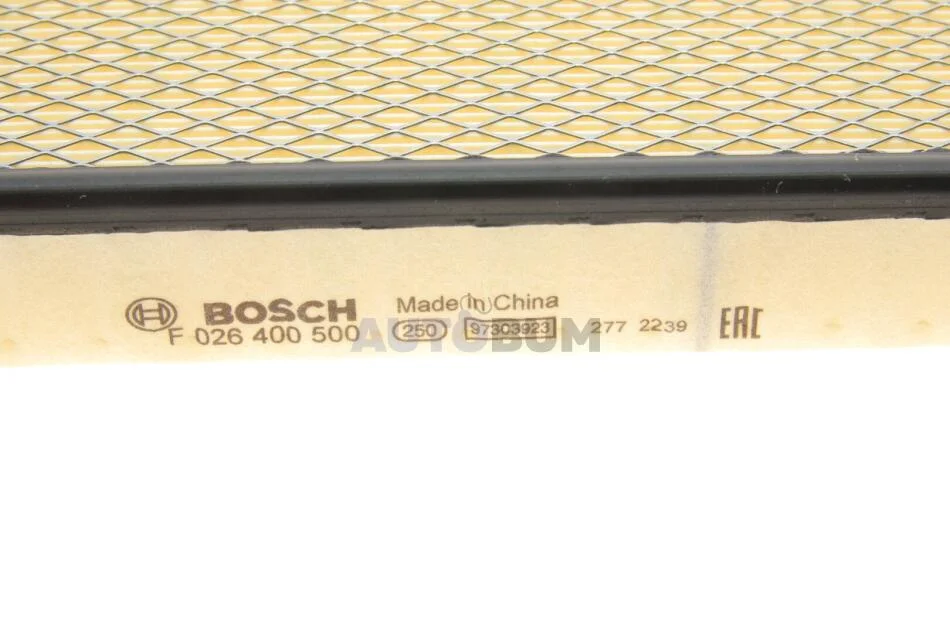 BOSCH Made in China
F 026 400 500 250 97303923 277 2239 EAC
AUTOBUM